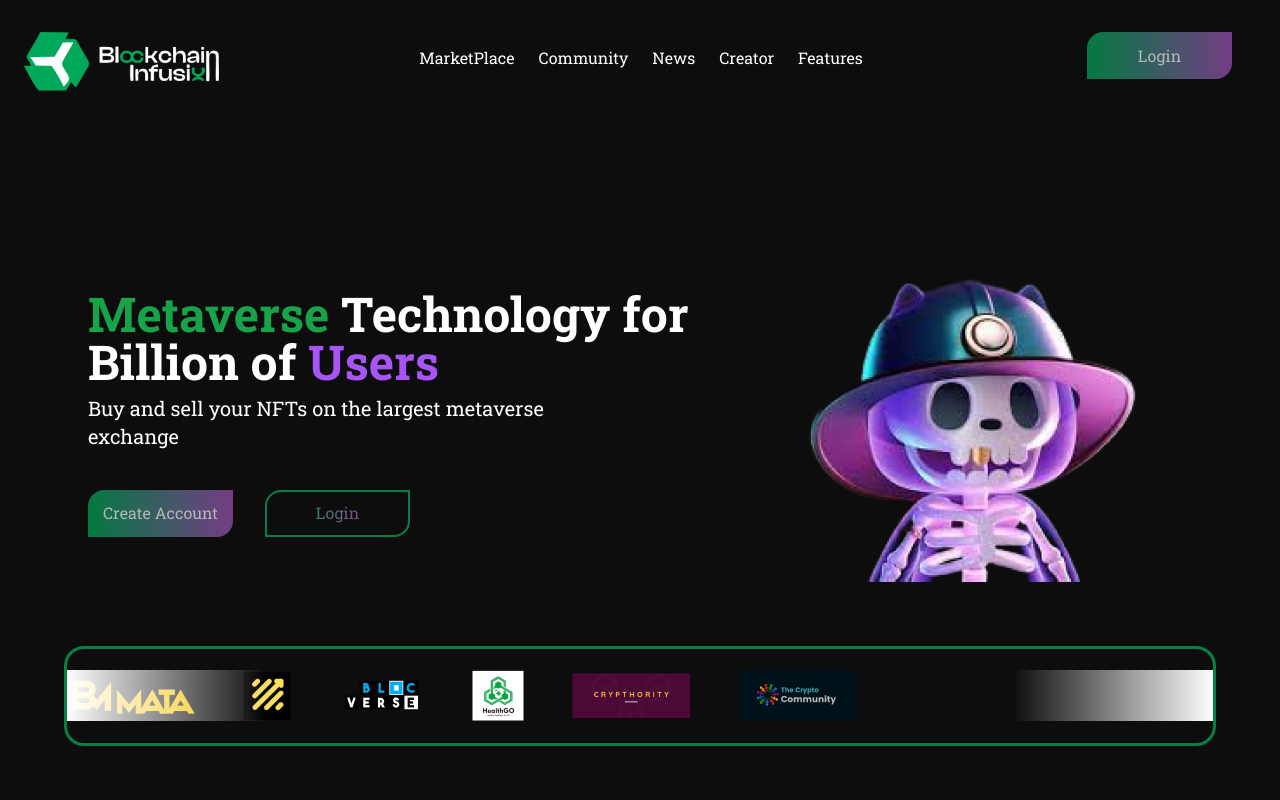 Blockchain
Infusion
MarketPlace
Community
News
Creator
Features
Login
Metaverse Technology for
Billion of Users
Buy and sell your NFTs on the largest metaverse
exchange
Create Account
Login
MATA
BLOC
VERSE
HealthGO
CRYPTHORITY
The Crypto
Community